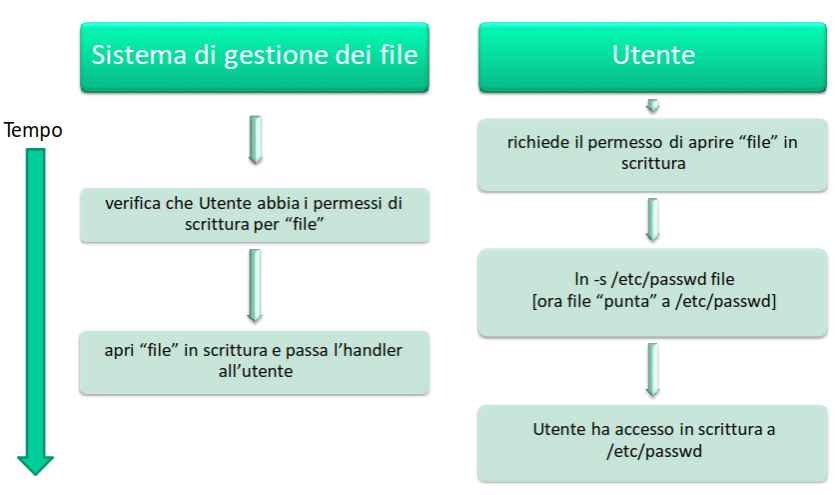 Sistema di gestione dei file
Utente
Tempo
richiede il permesso di aprire “file” in
scrittura
verifica che Utente abbia i permessi di
scrittura per “file”
ln -s /etc/passwd file
[ora file “punta” a /etc/passwd]
apri “file” in scrittura e passa l’handler
all’utente
Utente ha accesso in scrittura a
/etc/passwd